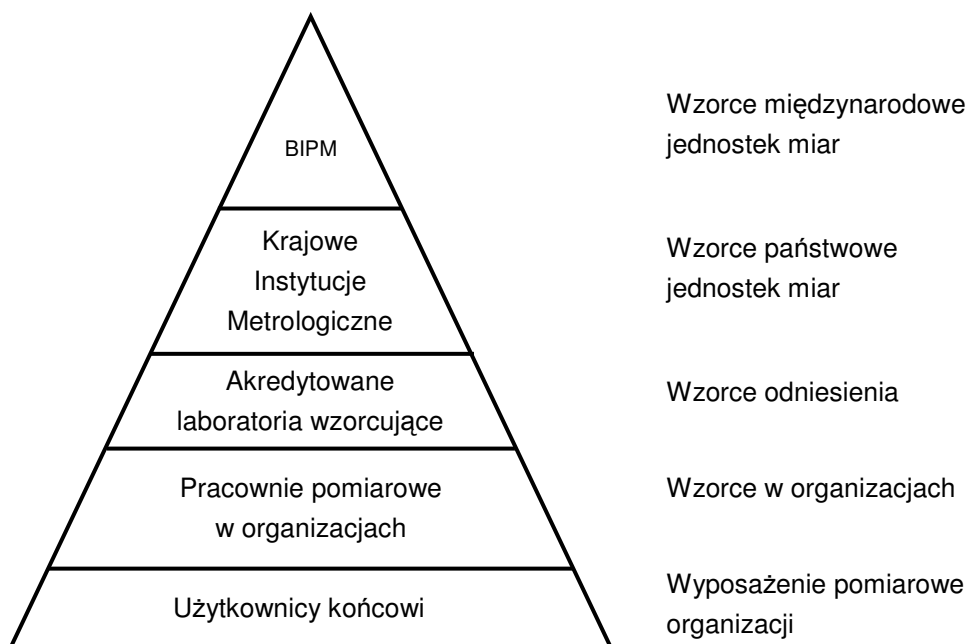 BIPM
Wzorce międzynarodowe
jednostek miar
Krajowe
Instytucje
Metrologiczne
Wzorce państwowe
jednostek miar
Akredytowane
laboratoria wzorcujące
Wzorce odniesienia
Pracownie pomiarowe
w organizacjach
Wzorce w organizacjach
Użytkownicy końcowi
Wyposażenie pomiarowe
organizacji